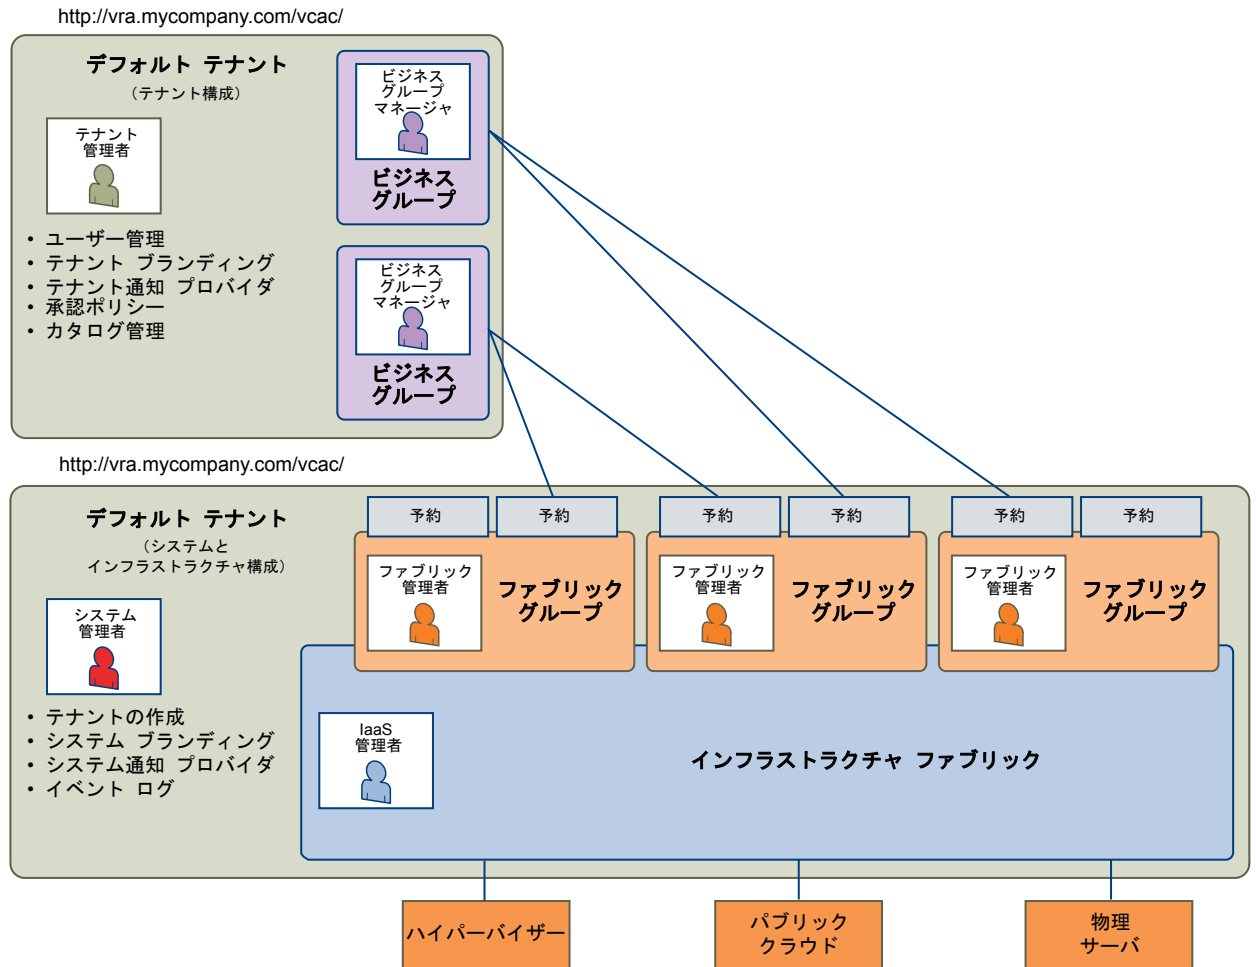 http://vra.mycompany.com/vcac/
デフォルト テナント
（テナント構成）
テナント
管理者
• ユーザー管理
• テナント ブランディング
• テナント通知 プロバイダ
• 承認ポリシー
• カタログ管理
ビジネス
グループ
マネージャ
ビジネス
グループ
ビジネス
グループ
マネージャ
ビジネス
グループ
http://vra.mycompany.com/vcac/
デフォルト テナント
（システムと
インフラストラクチャ構成）
システム
管理者
• テナントの作成
• システム ブランディング
• システム通知 プロバイダ
• イベント ログ
予約
予約
予約
予約
予約
予約
ファブリック
管理者
ファブリック
グループ
ファブリック
管理者
ファブリック
グループ
ファブリック
管理者
ファブリック
グループ
IaaS
管理者
インフラストラクチャ ファブリック
ハイパーバイザー
パブリック
クラウド
物理
サーバ